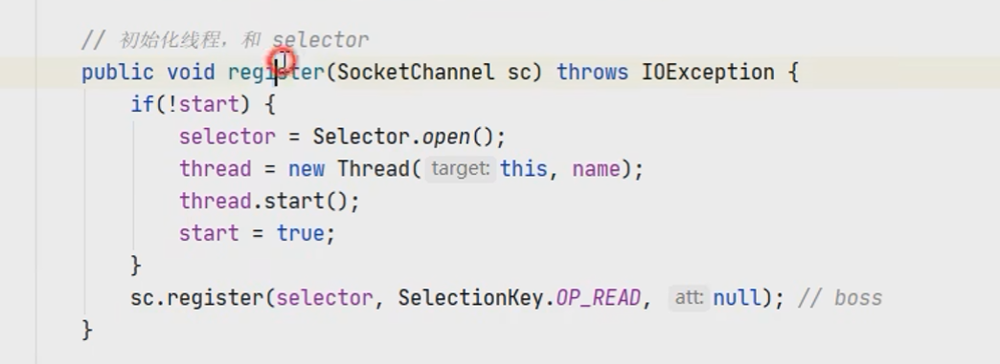 // 初始化线程，和 selector
public void register(SocketChannel sc) throws IOException {
if(!start) {
selector = Selector.open();
thread = new Thread( target: this, name);
thread.start();
start = true;
}
sc.register(selector, SelectionKey.OP_READ, att: null); // boss
}